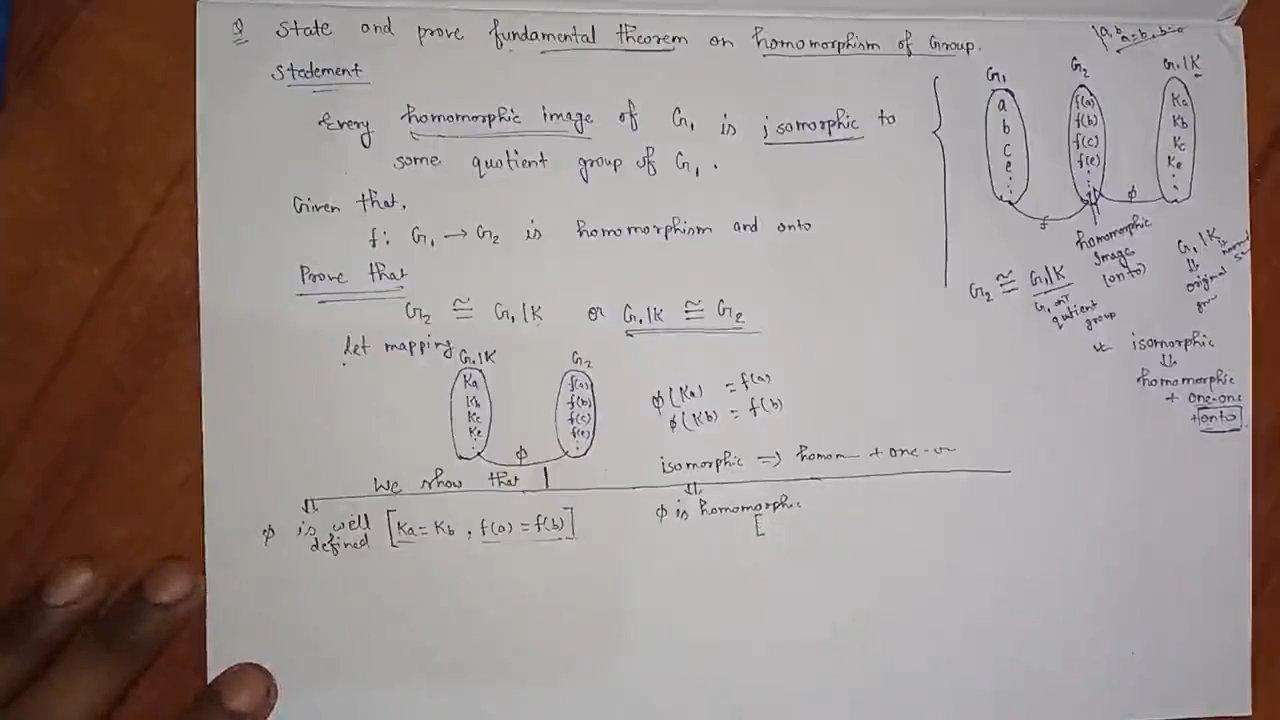 Q State and prove fundamental theorem on homomorphism of Group.
Statement
Every homomorphic image of G₁ is isomorphic to
some quotient group of G₁.
Given that,
f: G₁ → G₂ is homomorphism and onto
Prove that
G₂ ≅ G₁/K or G₁/K ≅ G₂
Let mapping
G₁/K G₂
Ka f(a)
Kb f(b)
Kc f(c)
Ke f(e)
⋮ ⋮
φ
φ(Ka) = f(a)
φ(Kb) = f(b)
isomorphic ⇒ homom + one-
We show that
⇓
φ is well defined [Ka = Kb , f(a) = f(b)]
⇓
φ is homomorphic
[
G₁ G₂ G₁/K
a f(a) Ka
b f(b) Kb
c f(c) Kc
e f(e) Ke
⋮ ⋮ ⋮
f φ
homomorphic
Image
(onto)
G₂ ≅ G₁/K
quotient
group
G₁/K
⇓
original
isomorphic
⇓
homomorphic
+ one-one
+ onto